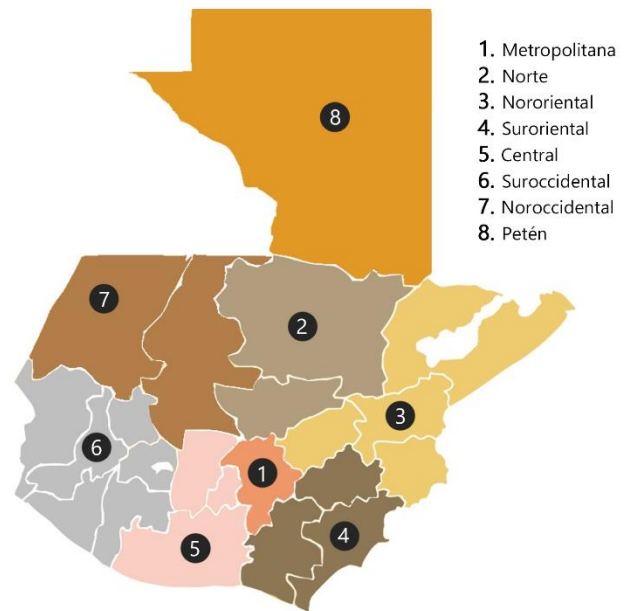 1. Metropolitana
2. Norte
3. Nororiental
4. Suroriental
5. Central
6. Suroccidental
7. Noroccidental
8. Petén
8
7
2
3
6
1
4
5